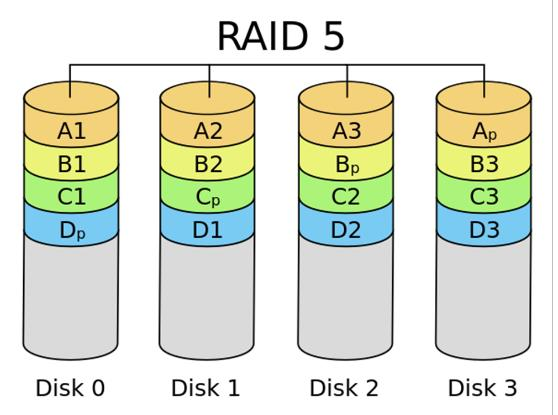 RAID 5
A1 A2 A3 Ap
B1 B2 Bp B3
C1 Cp C2 C3
Dp D1 D2 D3
Disk 0 Disk 1 Disk 2 Disk 3